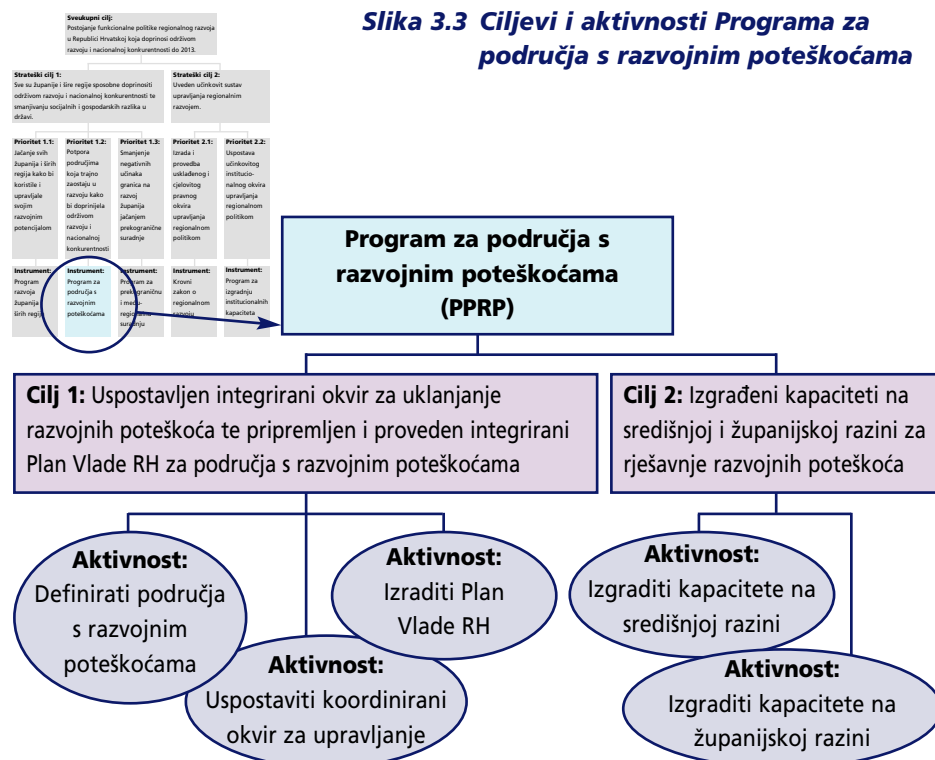 Slika 3.3 Ciljevi i aktivnosti Programa za
područja s razvojnim poteškoćama
Sveukupni cilj:
Postojanje funkcionalne politike regionalnog razvoja
u Republici Hrvatskoj koja doprinosi održivom
razvoju i nacionalnoj konkurentnosti do 2013.
Strateški cilj 1:
Sve su županije i šire regije sposobne doprinositi
održivom razvoju i nacionalnoj konkurentnosti te
smanjivanju socijalnih i gospodarskih razlika u
državi.
Strateški cilj 2:
Uveden učinkovit sustav
upravljanja regionalnim
razvojem.
Prioritet 1.1:
Jačanje svih
županija i širih
regija kako bi
koristile i
upravljale
svojim
razvojnim
potencijalom
Prioritet 1.2:
Potpora
područjima
koja trajno
zaostaju u
razvoju kako
bi doprinijela
održivom
razvoju i
nacionalnoj
konkurentnosti
Prioritet 1.3:
Smanjenje
negativnih
učinaka
granica na
razvoj
županija
jačanjem
prekogranične
suradnje
Prioritet 2.1:
Izrada i
provedba
usklađenog i
cjelovitog
pravnog
okvira
upravljanja
regionalnom
politikom
Prioritet 2.2:
Uspostava
učinkovitog
institucio-
nalnog okvira
upravljanja
regionalnom
politikom
Instrument:
Program
razvoja
županija
širih regija
Instrument:
Program za
područja s
razvojnim
poteškoćama
Instrument:
Program za
prekograničnu
i među-
regionalnu
suradnju
Instrument:
Krovni
zakon o
regionalnom
razvoju
Instrument:
Program za
izgradnju
institucionalnih
kapaciteta
Program za područja s
razvojnim poteškoćama
(PPRP)
Cilj 1: Uspostavljen integrirani okvir za uklanjanje
razvojnih poteškoća te pripremljen i proveden integrirani
Plan Vlade RH za područja s razvojnim poteškoćama
Cilj 2: Izgrađeni kapaciteti na
središnjoj i županijskoj razini za
rješavnje razvojnih poteškoća
Aktivnost:
Definirati područja
s razvojnim
poteškoćama
Aktivnost:
Uspostaviti koordinirani
okvir za upravljanje
Aktivnost:
Izraditi Plan
Vlade RH
Aktivnost:
Izgraditi kapacitete na
središnjoj razini
Aktivnost:
Izgraditi kapacitete na
županijskoj razini